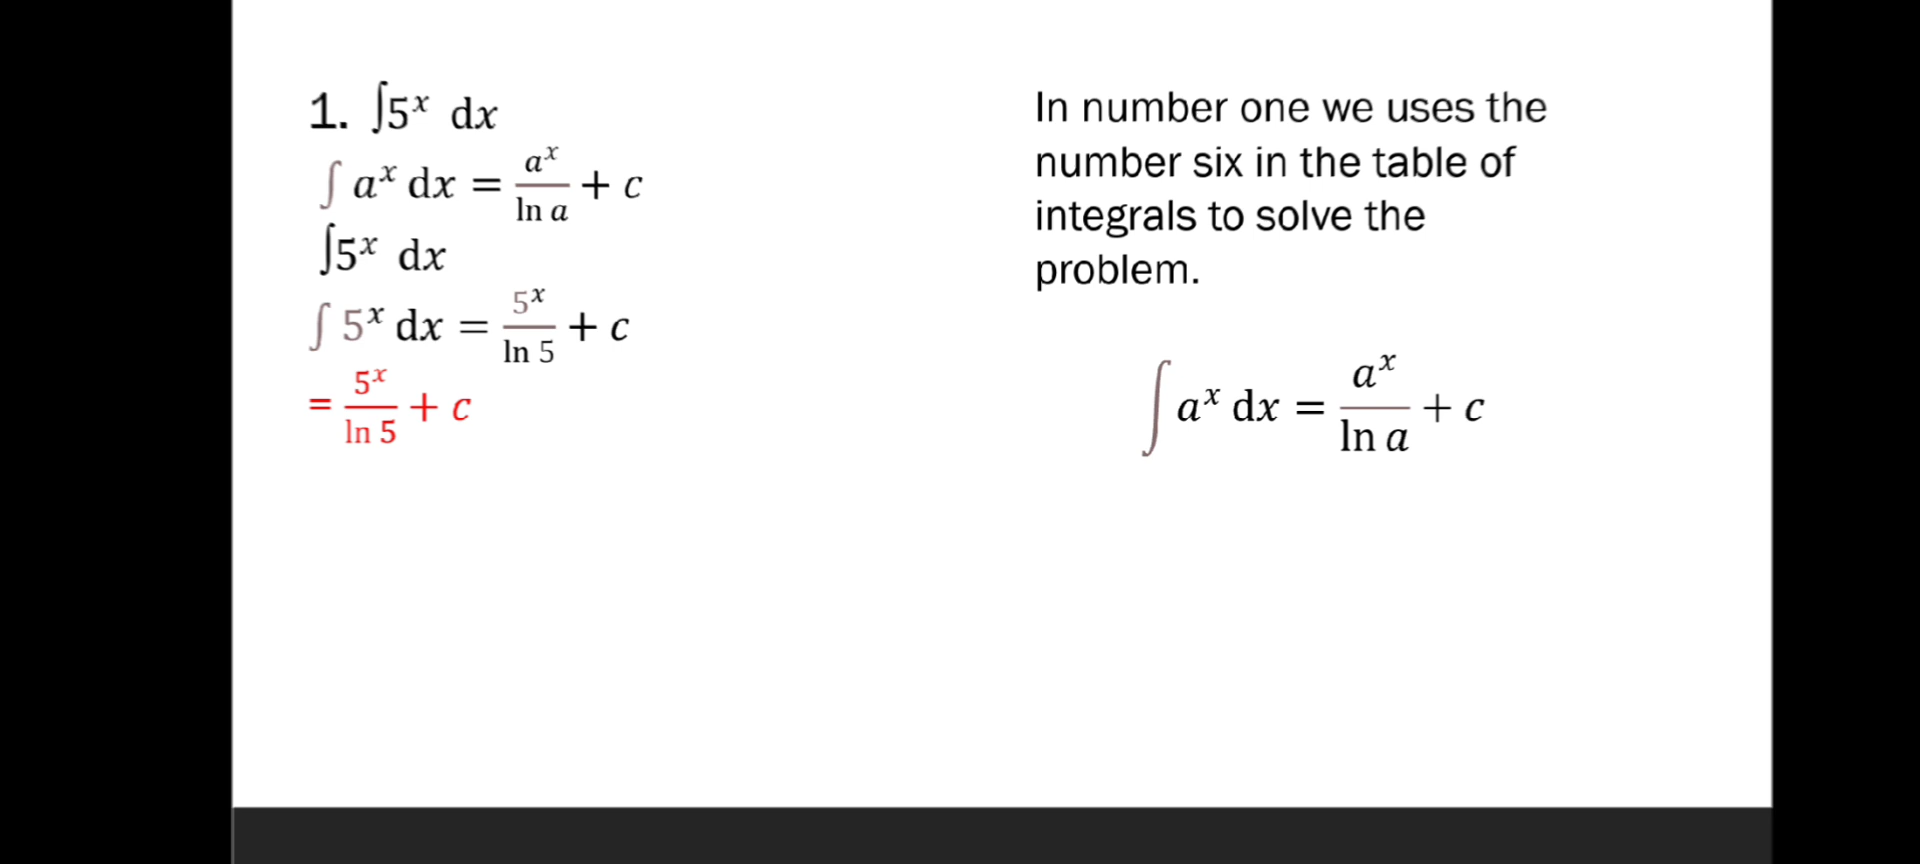 1. ∫5ˣ dx
∫ aˣ dx = aˣ/ln a + c
∫5ˣ dx
∫ 5ˣ dx = 5ˣ/ln 5 + c
= 5ˣ/ln 5 + c
In number one we uses the
number six in the table of
integrals to solve the
problem.
∫ aˣ dx = aˣ/ln a + c